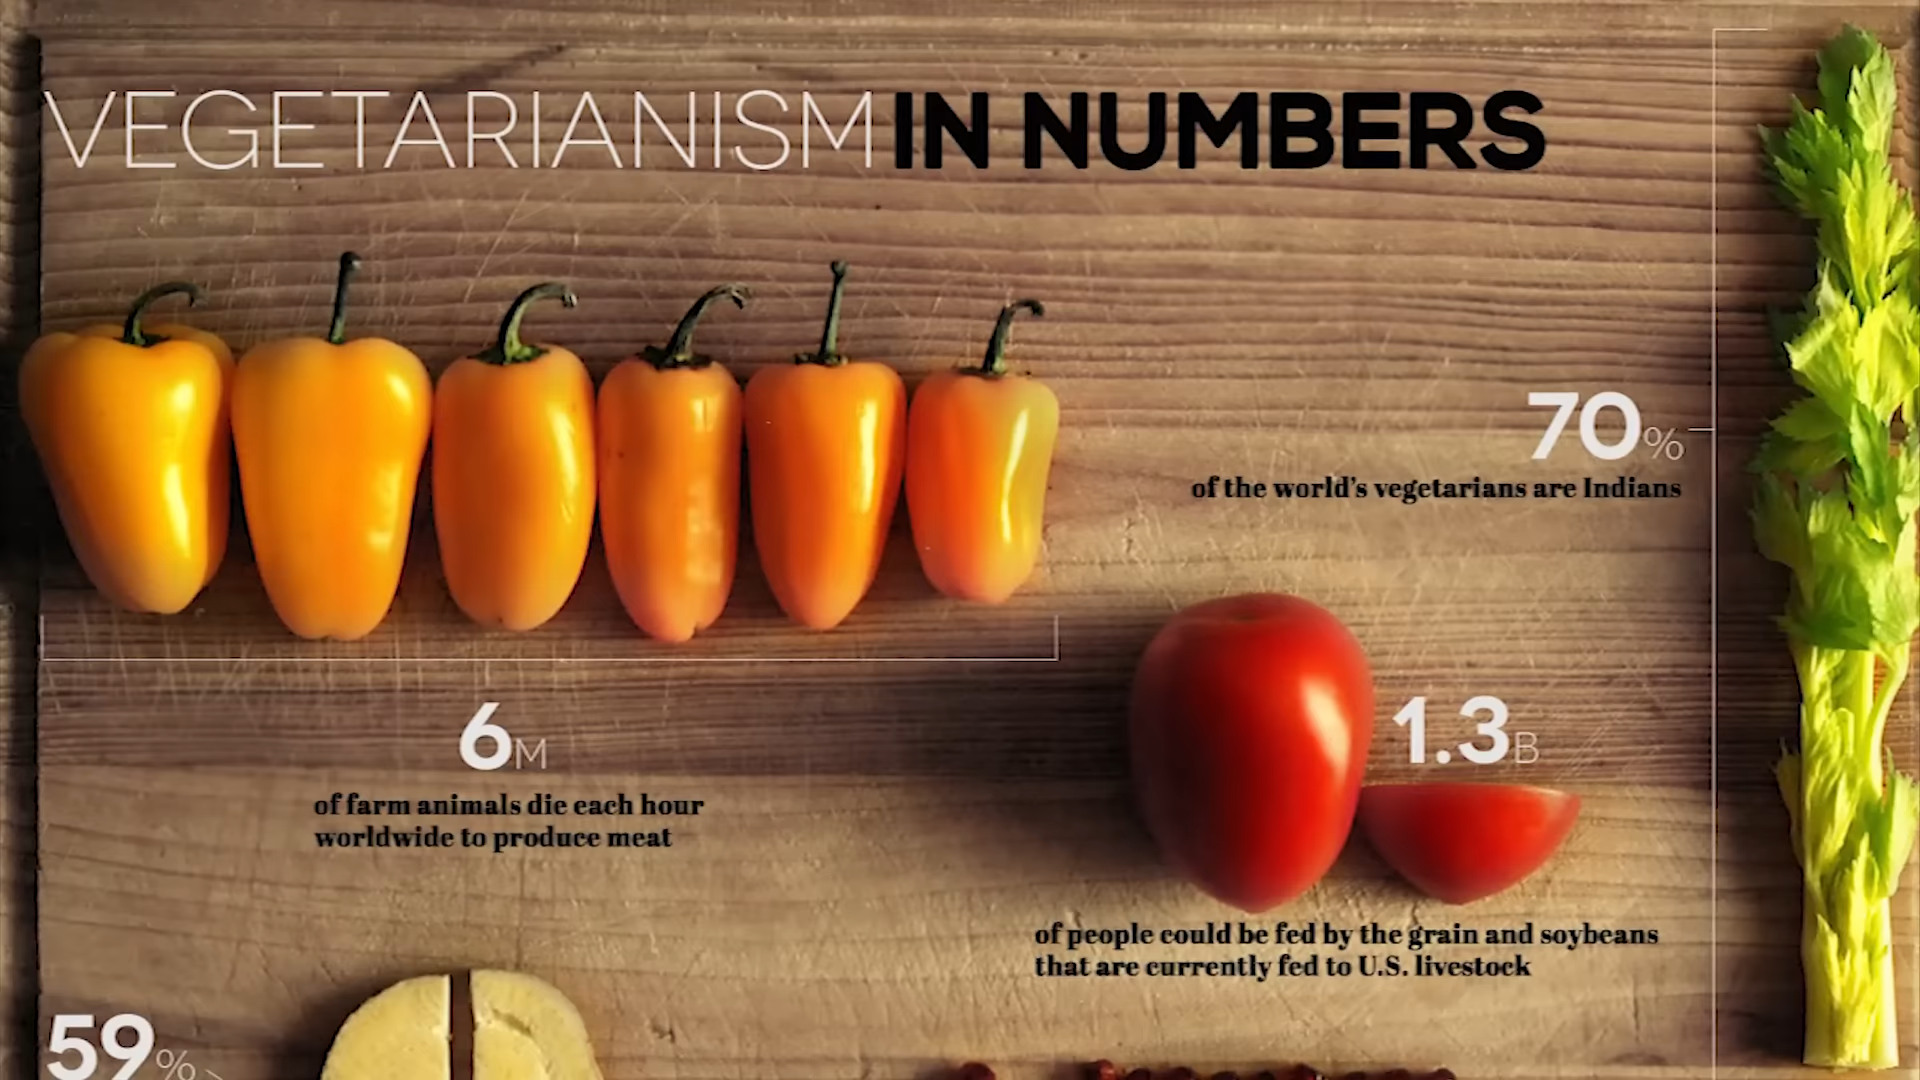 VEGETARIANISM IN NUMBERS
70%
of the world's vegetarians are Indians
6M
of farm animals die each hour
worldwide to produce meat
1.3B
of people could be fed by the grain and soybeans
that are currently fed to U.S. livestock
59%